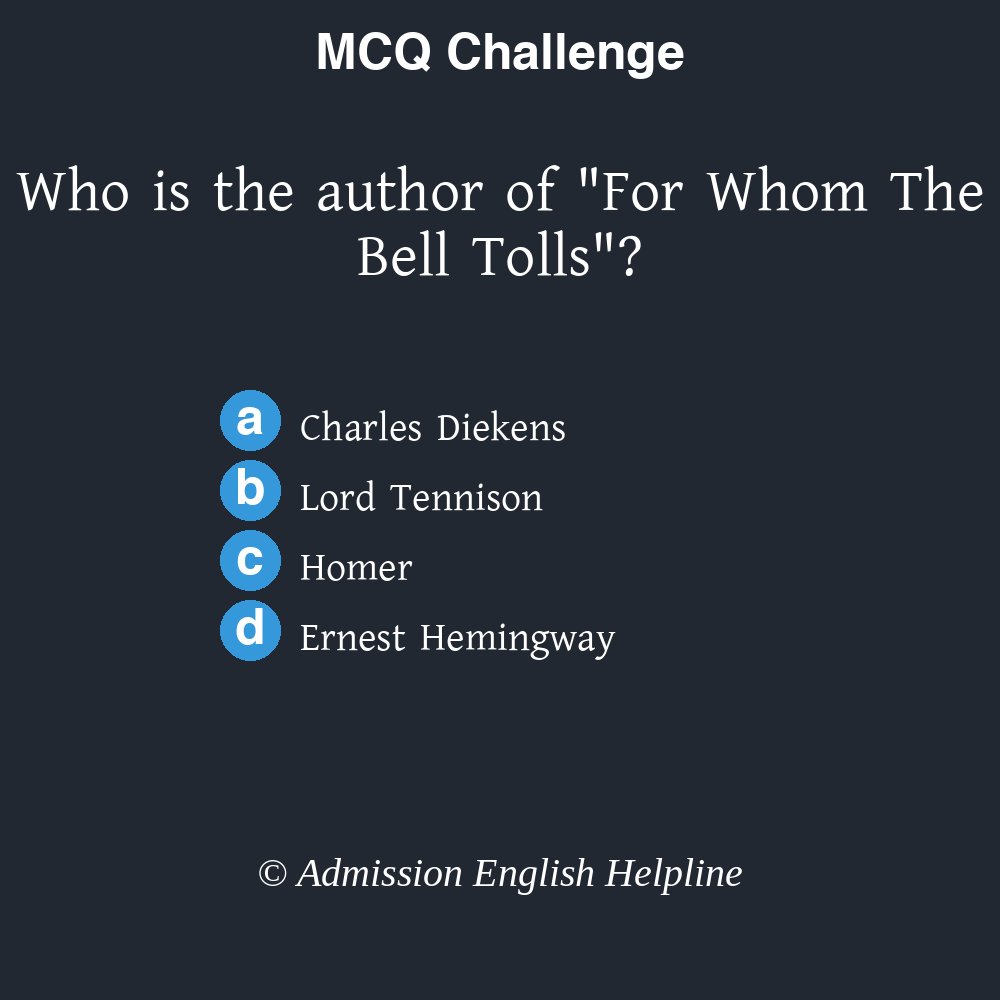 MCQ Challenge
Who is the author of "For Whom The
Bell Tolls"?
a Charles Diekens
b Lord Tennison
c Homer
d Ernest Hemingway
© Admission English Helpline